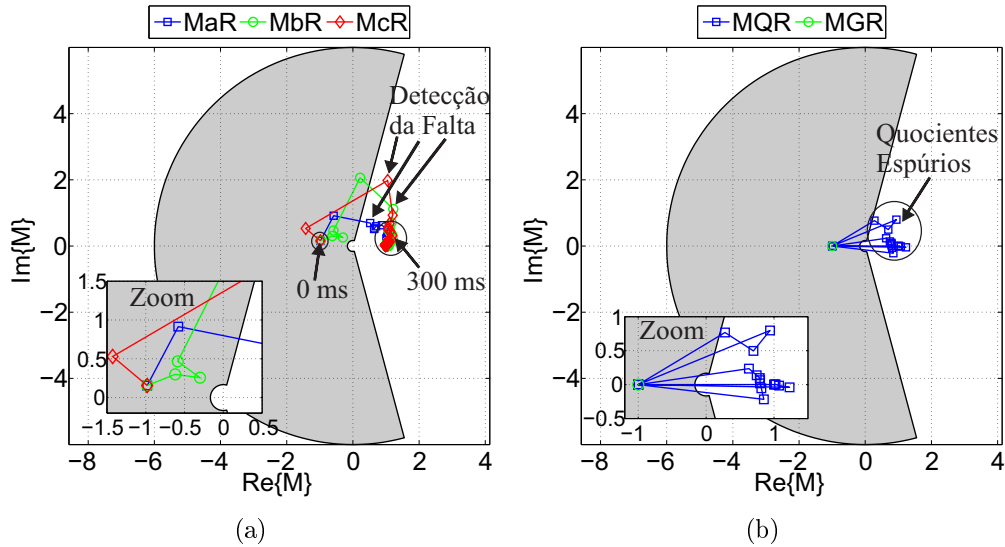 MaR MbR McR
Detecção
da Falta
0 ms
300 ms
Zoom
1.5
1
0.5
0
−1.5 −1 −0.5 0 0.5
4
2
0
−2
−4
−8 −6 −4 −2 0 2 4
Im{M}
Re{M}
(a)
MQR MGR
Quocientes
Espúrios
Zoom
1
0.5
0
−0.5
−1 0 1
4
2
0
−2
−4
−8 −6 −4 −2 0 2 4
Im{M}
Re{M}
(b)